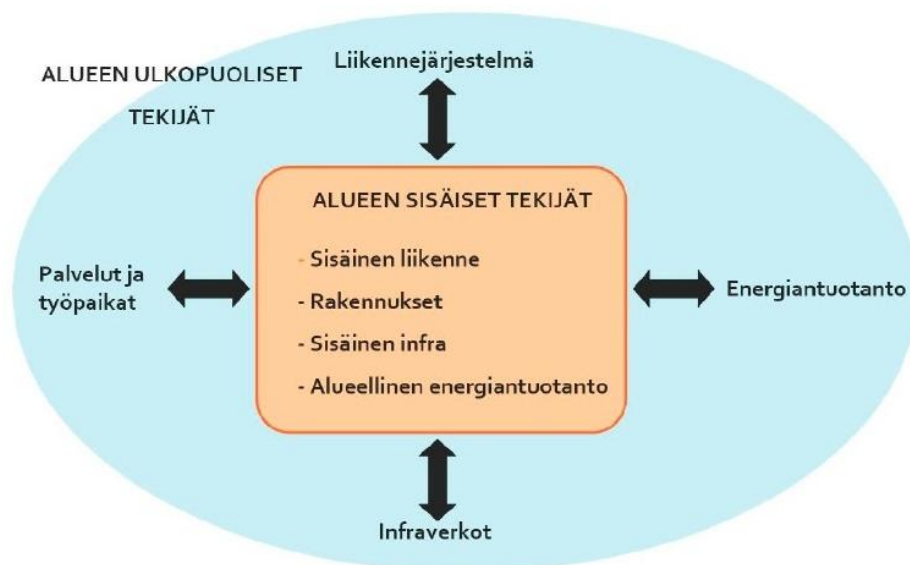 ALUEEN ULKOPUOLISET
TEKIJÄT
Liikennejärjestelmä
ALUEEN SISÄISET TEKIJÄT
- Sisäinen liikenne
- Rakennukset
- Sisäinen infra
- Alueellinen energiantuotanto
Palvelut ja
työpaikat
Energiantuotanto
Infraverkot